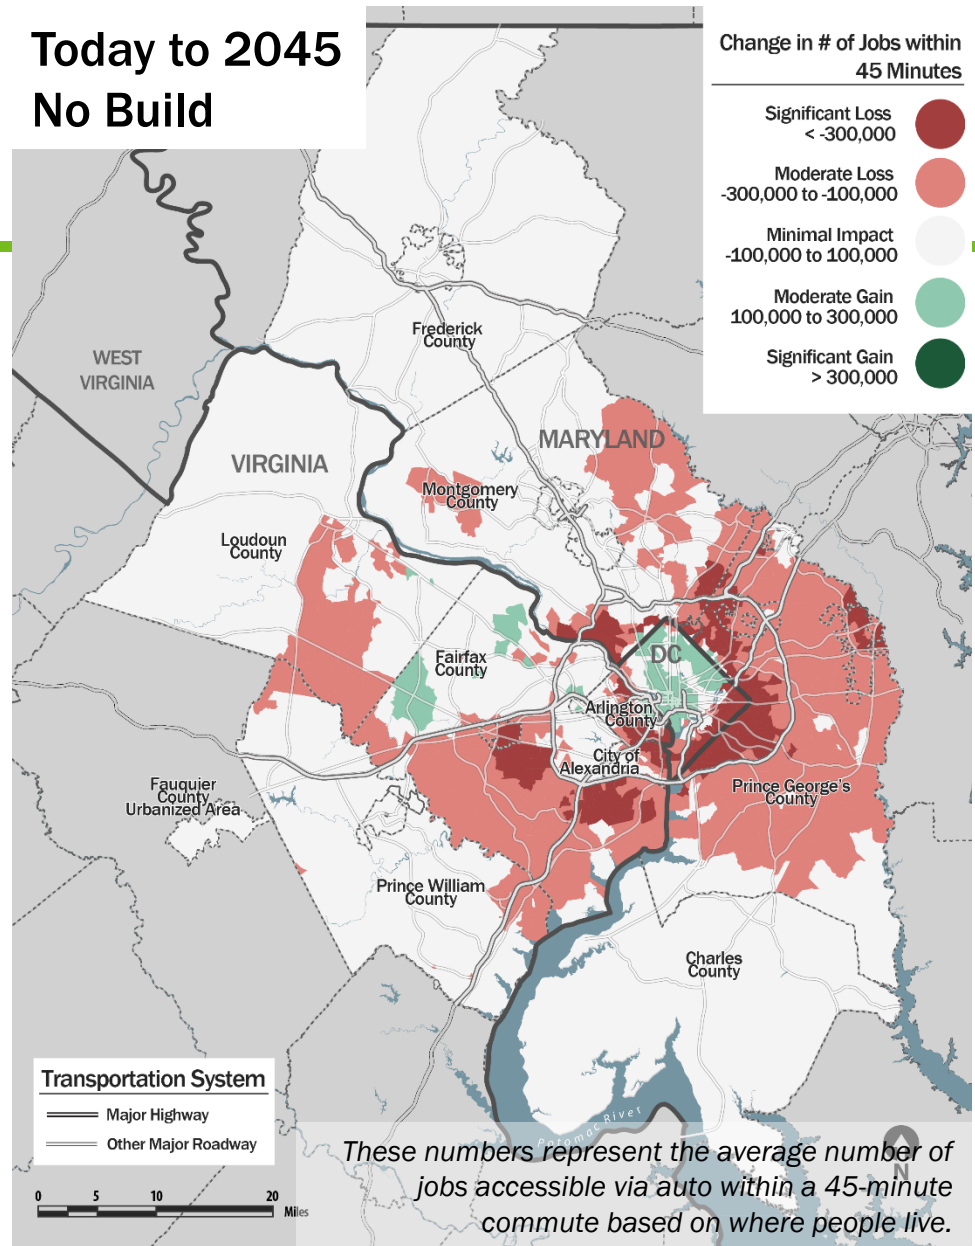 Today to 2045
No Build
Change in # of Jobs within
45 Minutes
Significant Loss
< -300,000
Moderate Loss
-300,000 to -100,000
Minimal Impact
-100,000 to 100,000
Moderate Gain
100,000 to 300,000
Significant Gain
> 300,000
WEST
VIRGINIA
Frederick
County
MARYLAND
VIRGINIA
Montgomery
County
Loudoun
County
DC
Fairfax
County
Arlington
County
City of
Alexandria
Prince George's
County
Fauquier
County
Urbanized Area
Prince William
County
Charles
County
Potomac River
Transportation System
Major Highway
Other Major Roadway
0 5 10 20
Miles
N
These numbers represent the average number of
jobs accessible via auto within a 45-minute
commute based on where people live.